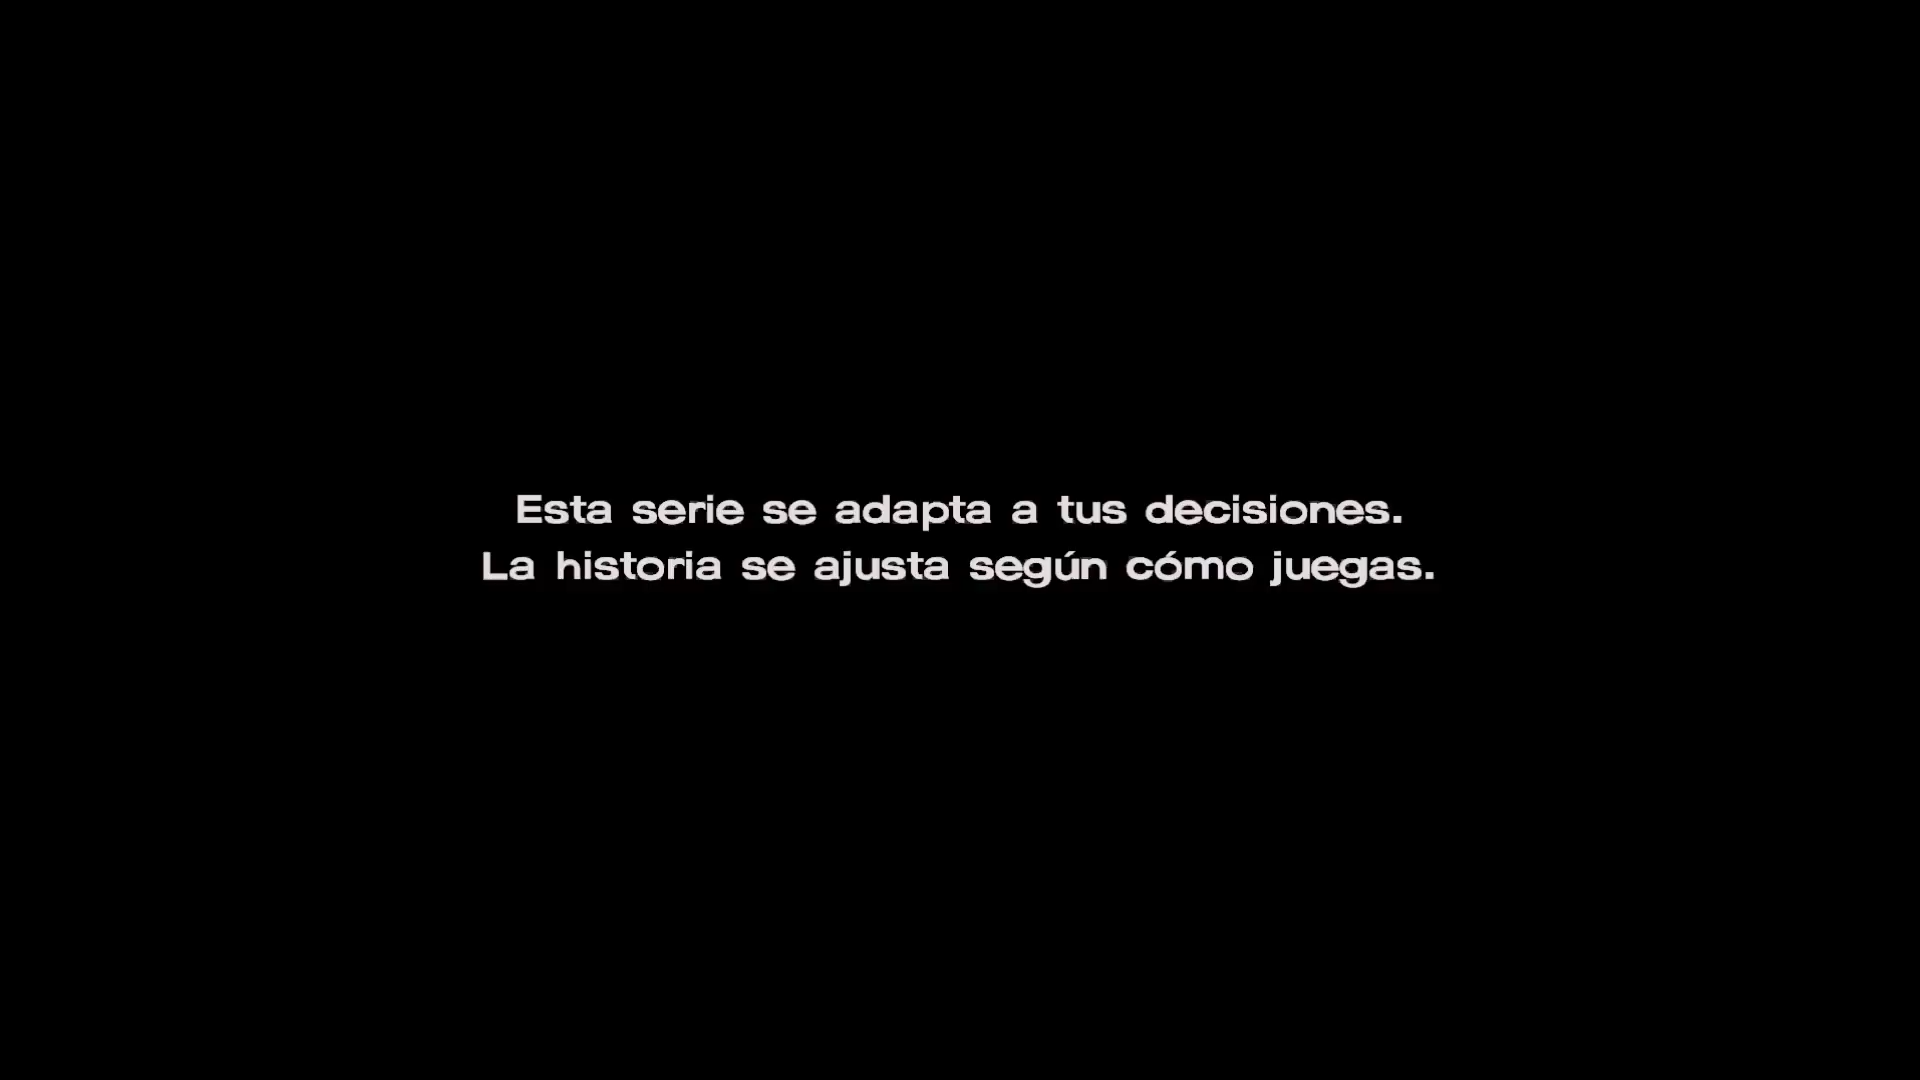 Esta serie se adapta a tus decisiones.
La historia se ajusta según cómo juegas.